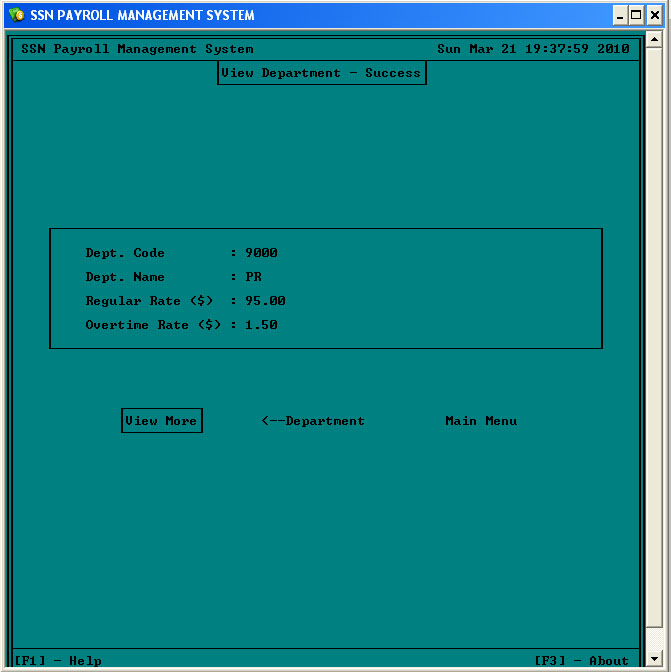 SSN PAYROLL MANAGEMENT SYSTEM
SSN Payroll Management System Sun Mar 21 19:37:59 2010
View Department - Success
Dept. Code : 9000
Dept. Name : PR
Regular Rate ($) : 95.00
Overtime Rate ($) : 1.50
View More <--Department Main Menu
[F1] - Help [F3] - About